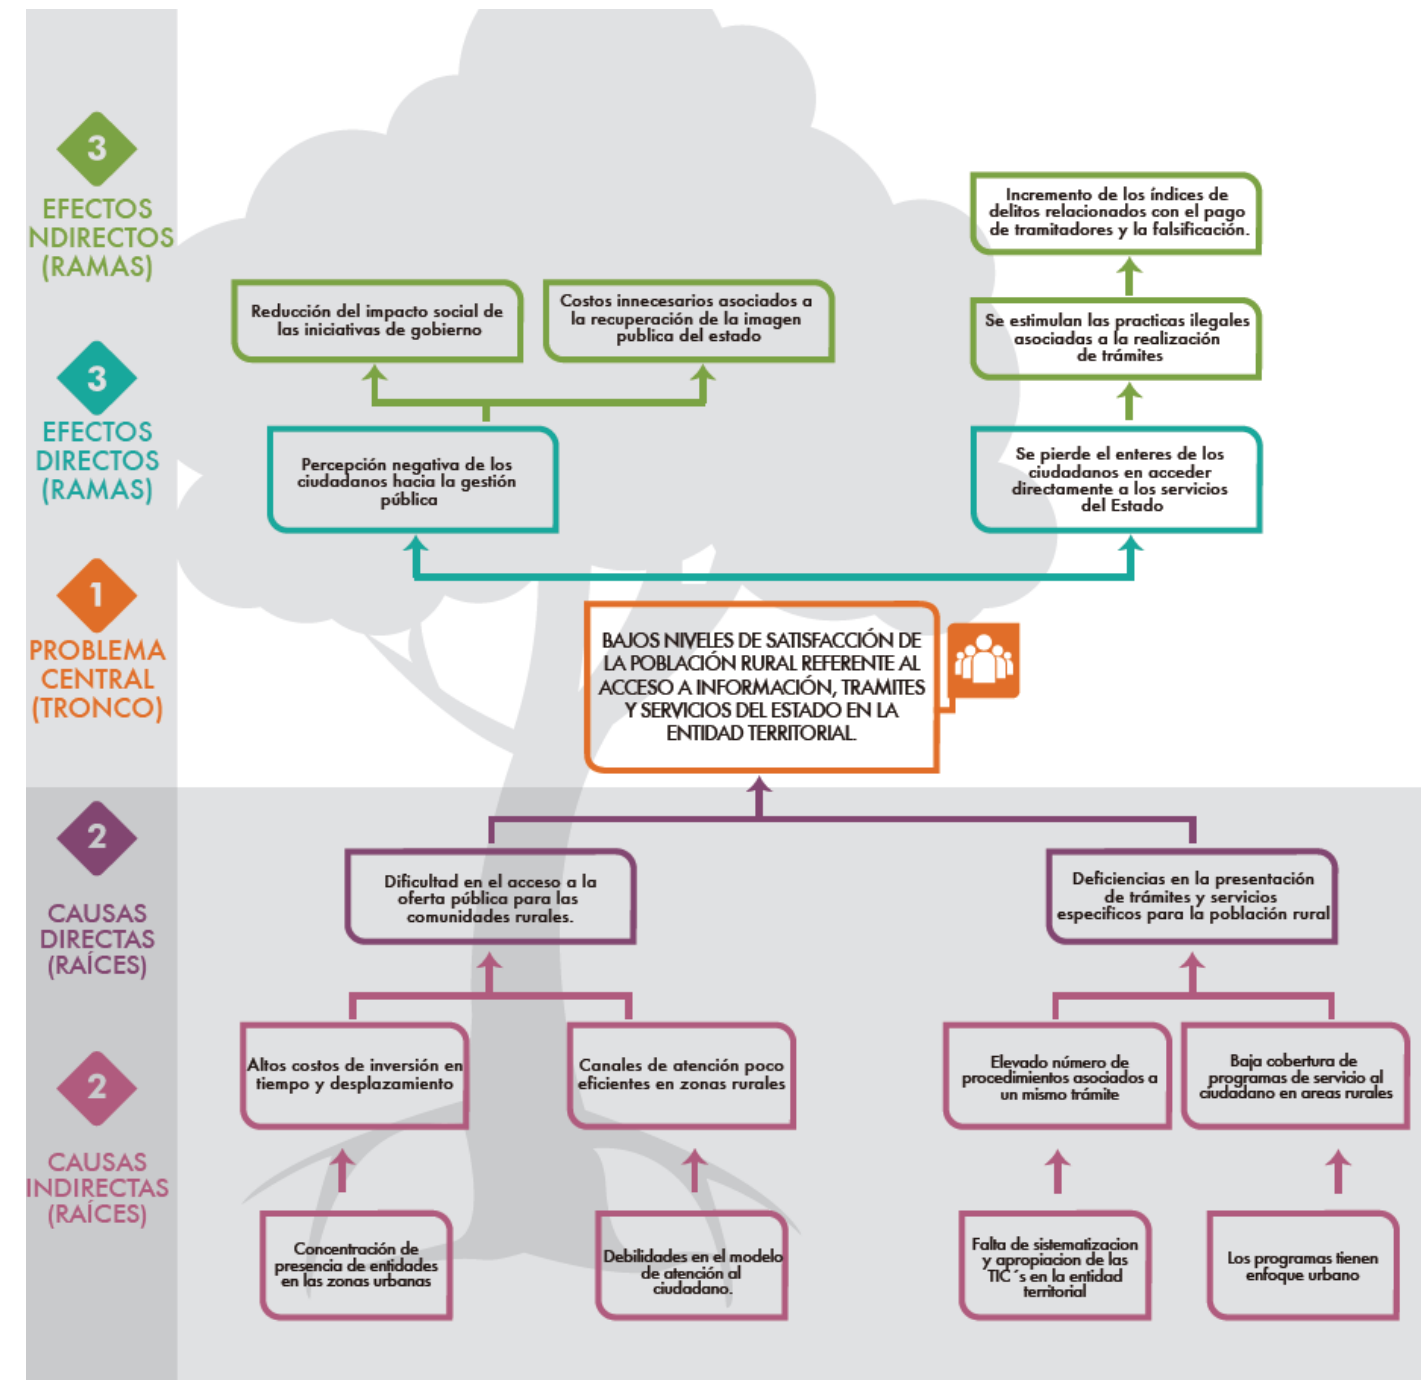 3
EFECTOS
NDIRECTOS
(RAMAS)
Incremento de los índices de
delitos relacionados con el pago
de tramitadores y la falsificación.
Reducción del impacto social de
las iniciativas de gobierno
Costos innecesarios asociados a
la recuperación de la imagen
publica del estado
Se estimulan las practicas ilegales
asociadas a la realización
de trámites
3
EFECTOS
DIRECTOS
(RAMAS)
Percepción negativa de los
ciudadanos hacia la gestión
pública
Se pierde el enteres de los
ciudadanos en acceder
directamente a los servicios
del Estado
1
PROBLEMA
CENTRAL
(TRONCO)
BAJOS NIVELES DE SATISFACCIÓN DE
LA POBLACIÓN RURAL REFERENTE AL
ACCESO A INFORMACIÓN, TRAMITES
Y SERVICIOS DEL ESTADO EN LA
ENTIDAD TERRITORIAL.
2
CAUSAS
DIRECTAS
(RAÍCES)
Dificultad en el acceso a la
oferta pública para las
comunidades rurales.
Deficiencias en la presentación
de trámites y servicios
especificos para la población rural
2
CAUSAS
INDIRECTAS
(RAÍCES)
Altos costos de inversión en
tiempo y desplazamiento
Canales de atención poco
eficientes en zonas rurales
Elevado número de
procedimientos asociados a
un mismo trámite
Baja cobertura de
programas de servicio al
ciudadano en areas rurales
Concentración de
presencia de entidades
en las zonas urbanas
Debilidades en el modelo
de atención al
ciudadano.
Falta de sistematizacion
y apropiacion de las
TIC´s en la entidad
territorial
Los programas tienen
enfoque urbano